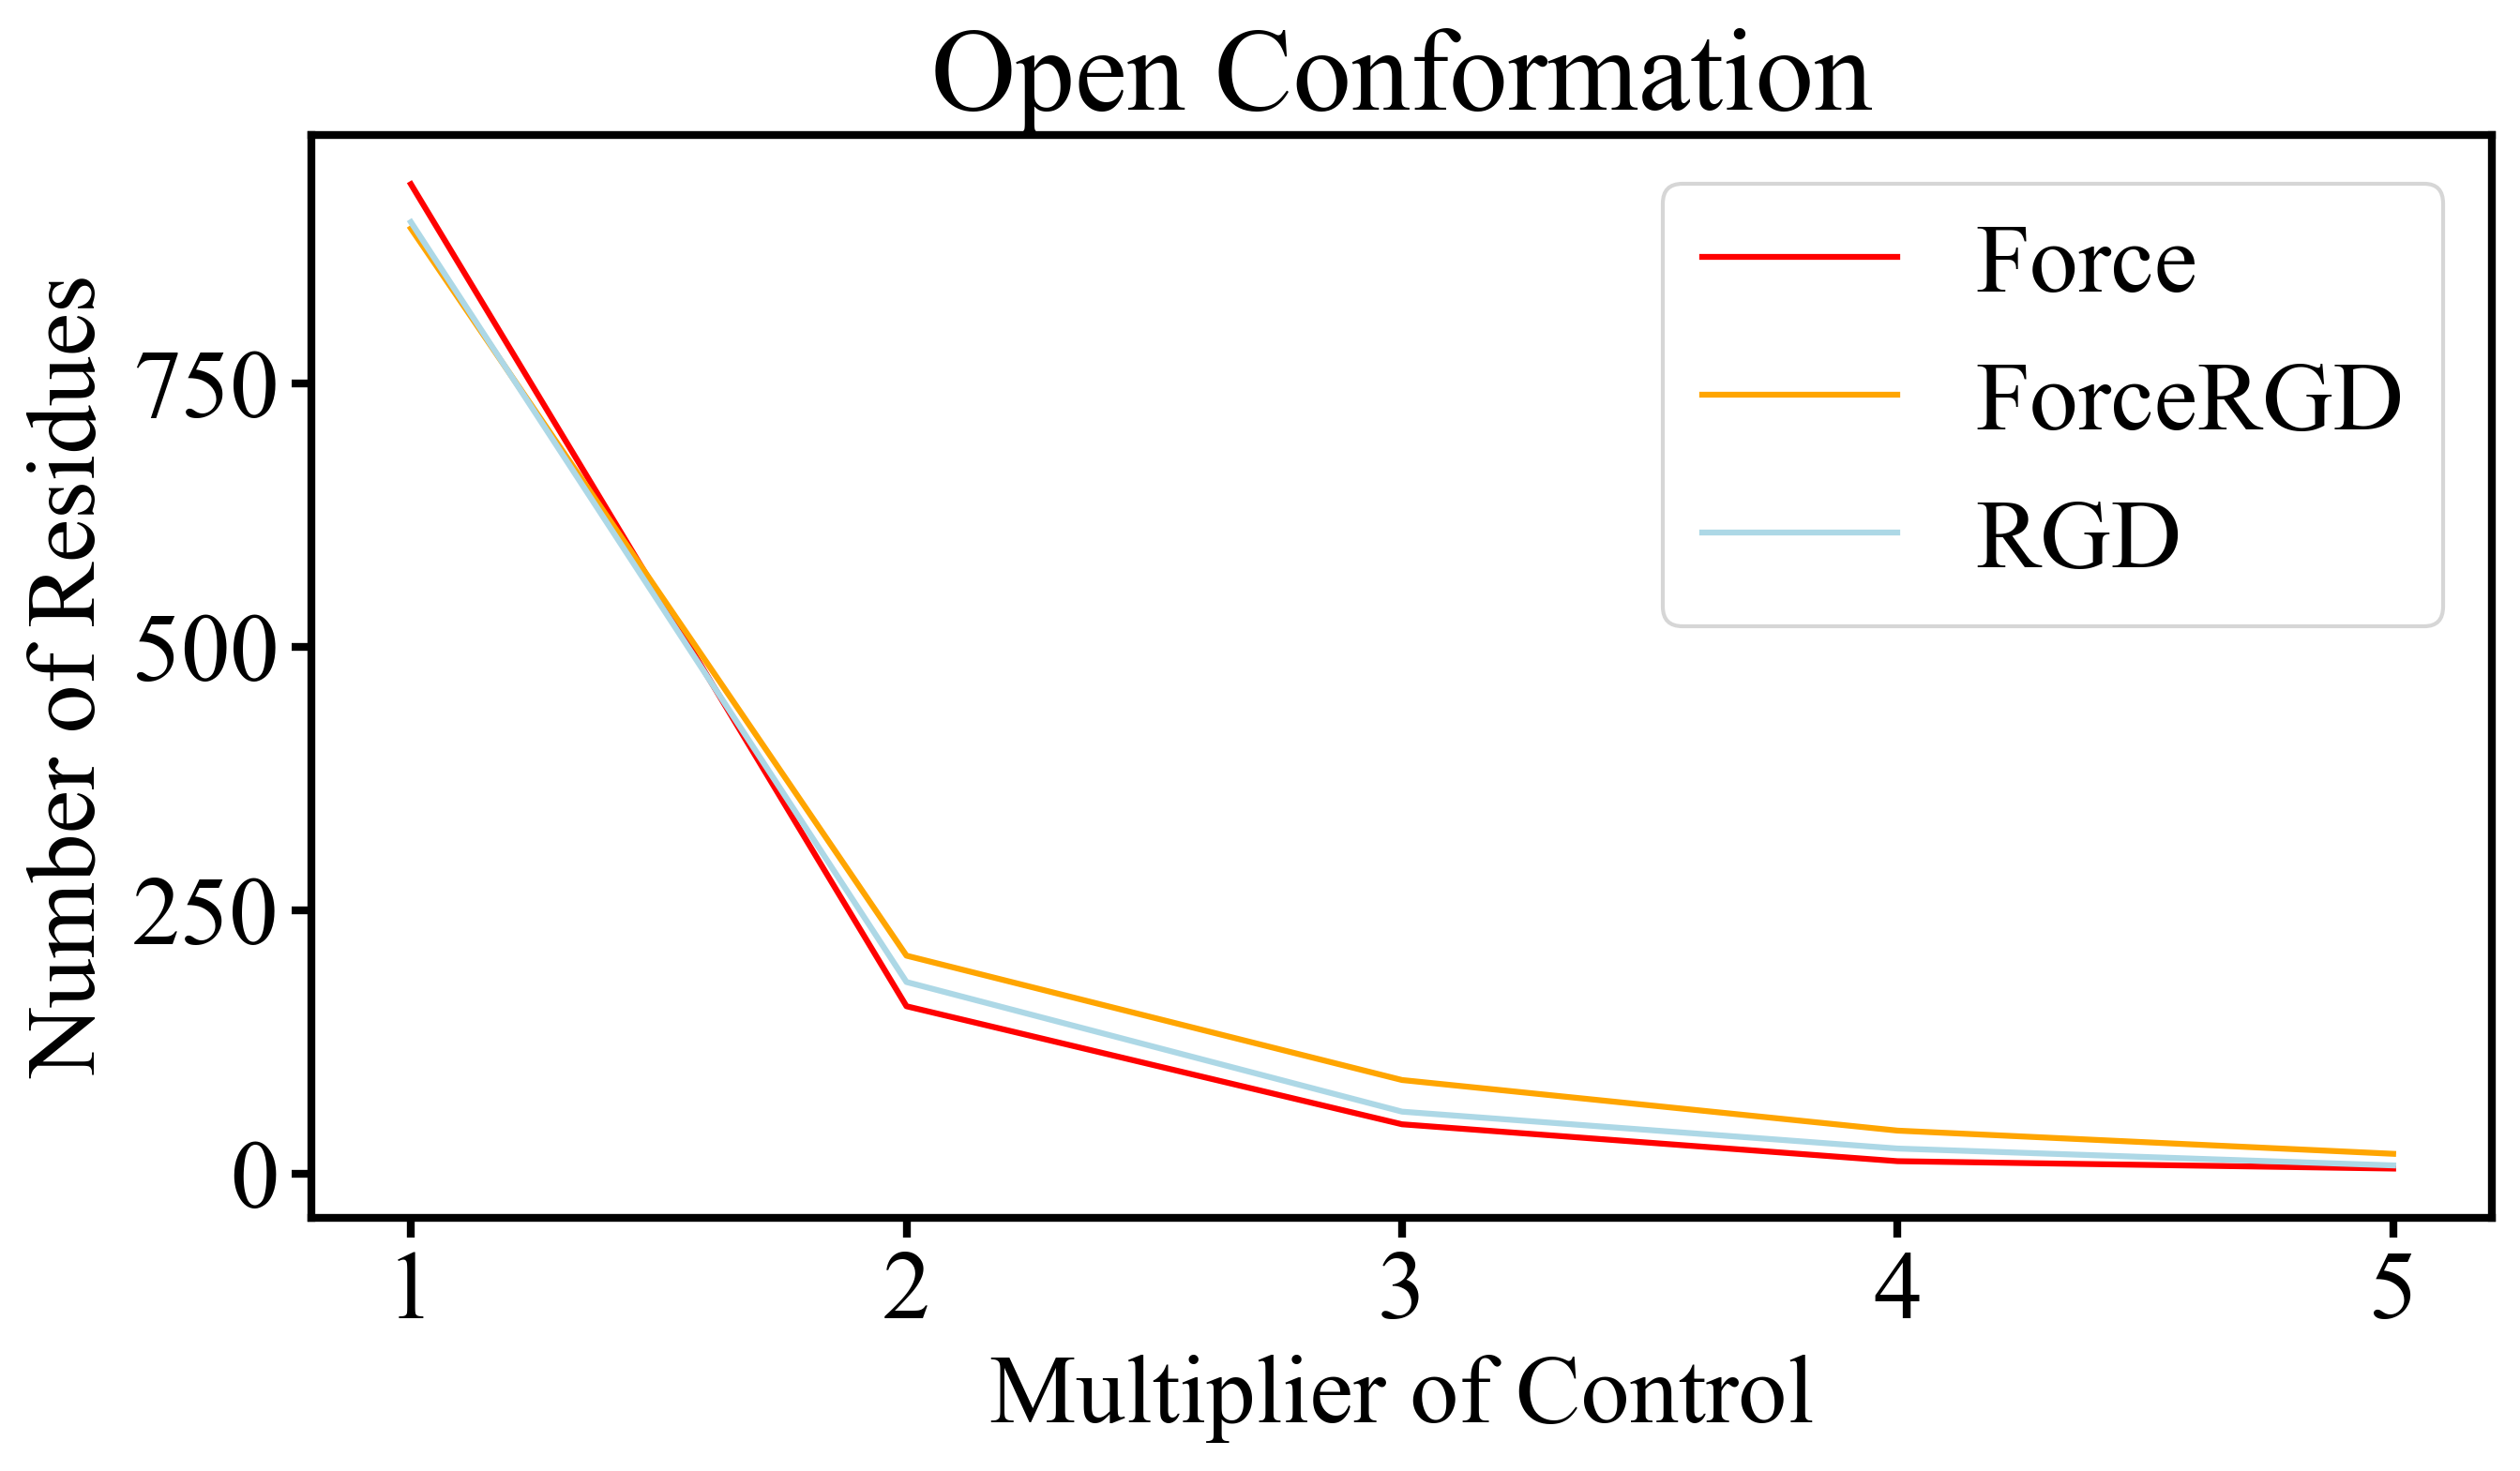 Open Conformation
Number of Residues
750
500
250
0
Force
ForceRGD
RGD
1 2 3 4 5
Multiplier of Control